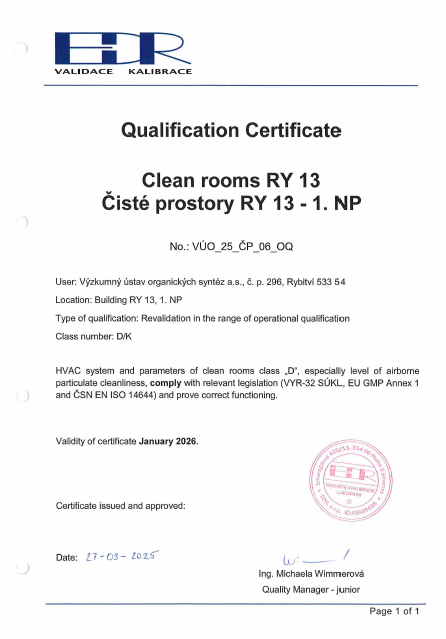 EDR
VALIDACE KALIBRACE
Qualification Certificate
Clean rooms RY 13
Čisté prostory RY 13 - 1. NP
No.: VÚO_25_ČP_06_OQ
User: Výzkumný ústav organických syntéz a.s., č. p. 296, Rybitví 533 54
Location: Building RY 13, 1. NP
Type of qualification: Revalidation in the range of operational qualification
Class number: D/K
HVAC system and parameters of clean rooms class „D“, especially level of airborne
particulate cleanliness, comply with relevant legislation (VYR-32 SÚKL, EU GMP Annex 1
and ČSN EN ISO 14644) and prove correct functioning.
Validity of certificate January 2026.
Certificate issued and approved:
Date: 27-03-2025
Ing. Michaela Wimmerová
Quality Manager - junior
Page 1 of 1